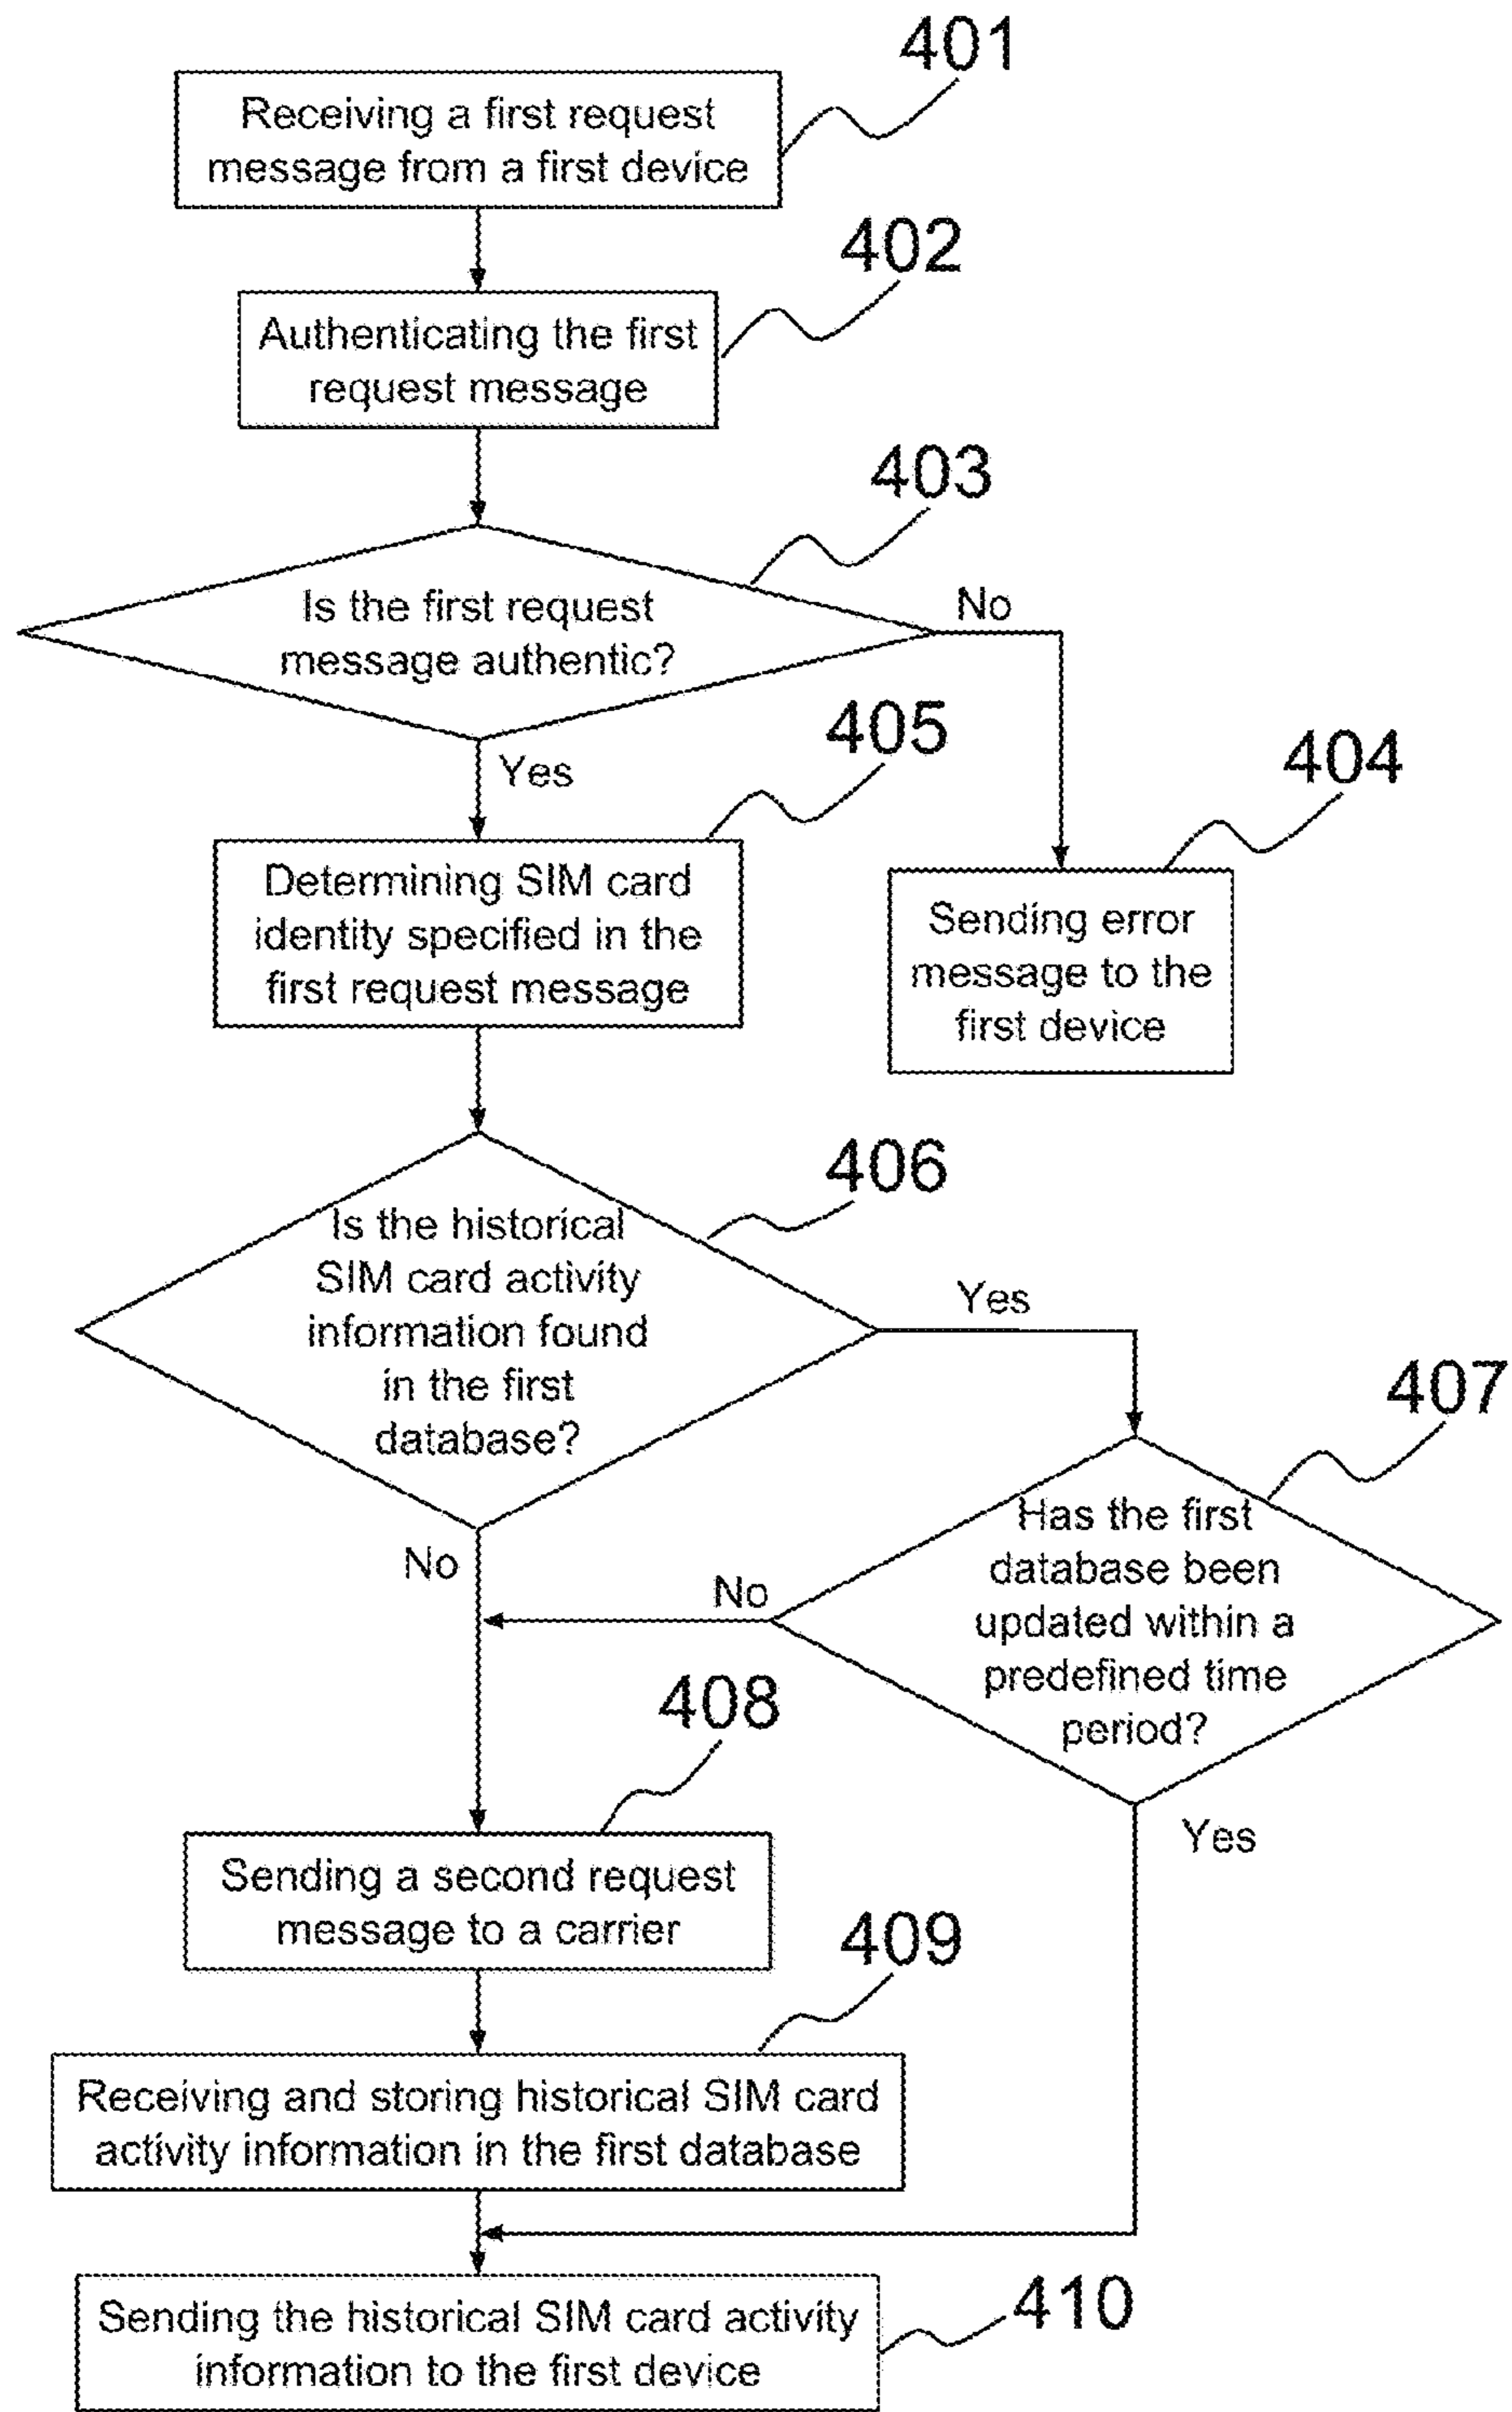 401
Receiving a first request
message from a first device
402
Authenticating the first
request message
403
Is the first request
message authentic?
No
Yes
405
404
Determining SIM card
identity specified in the
first request message
Sending error
message to the
first device
406
Is the historical
SIM card activity
information found
in the first
database?
Yes
No
407
Has the first
database been
updated within a
predefined time
period?
No
Yes
408
Sending a second request
message to a carrier
409
Receiving and storing historical SIM card
activity information in the first database
410
Sending the historical SIM card activity
information to the first device